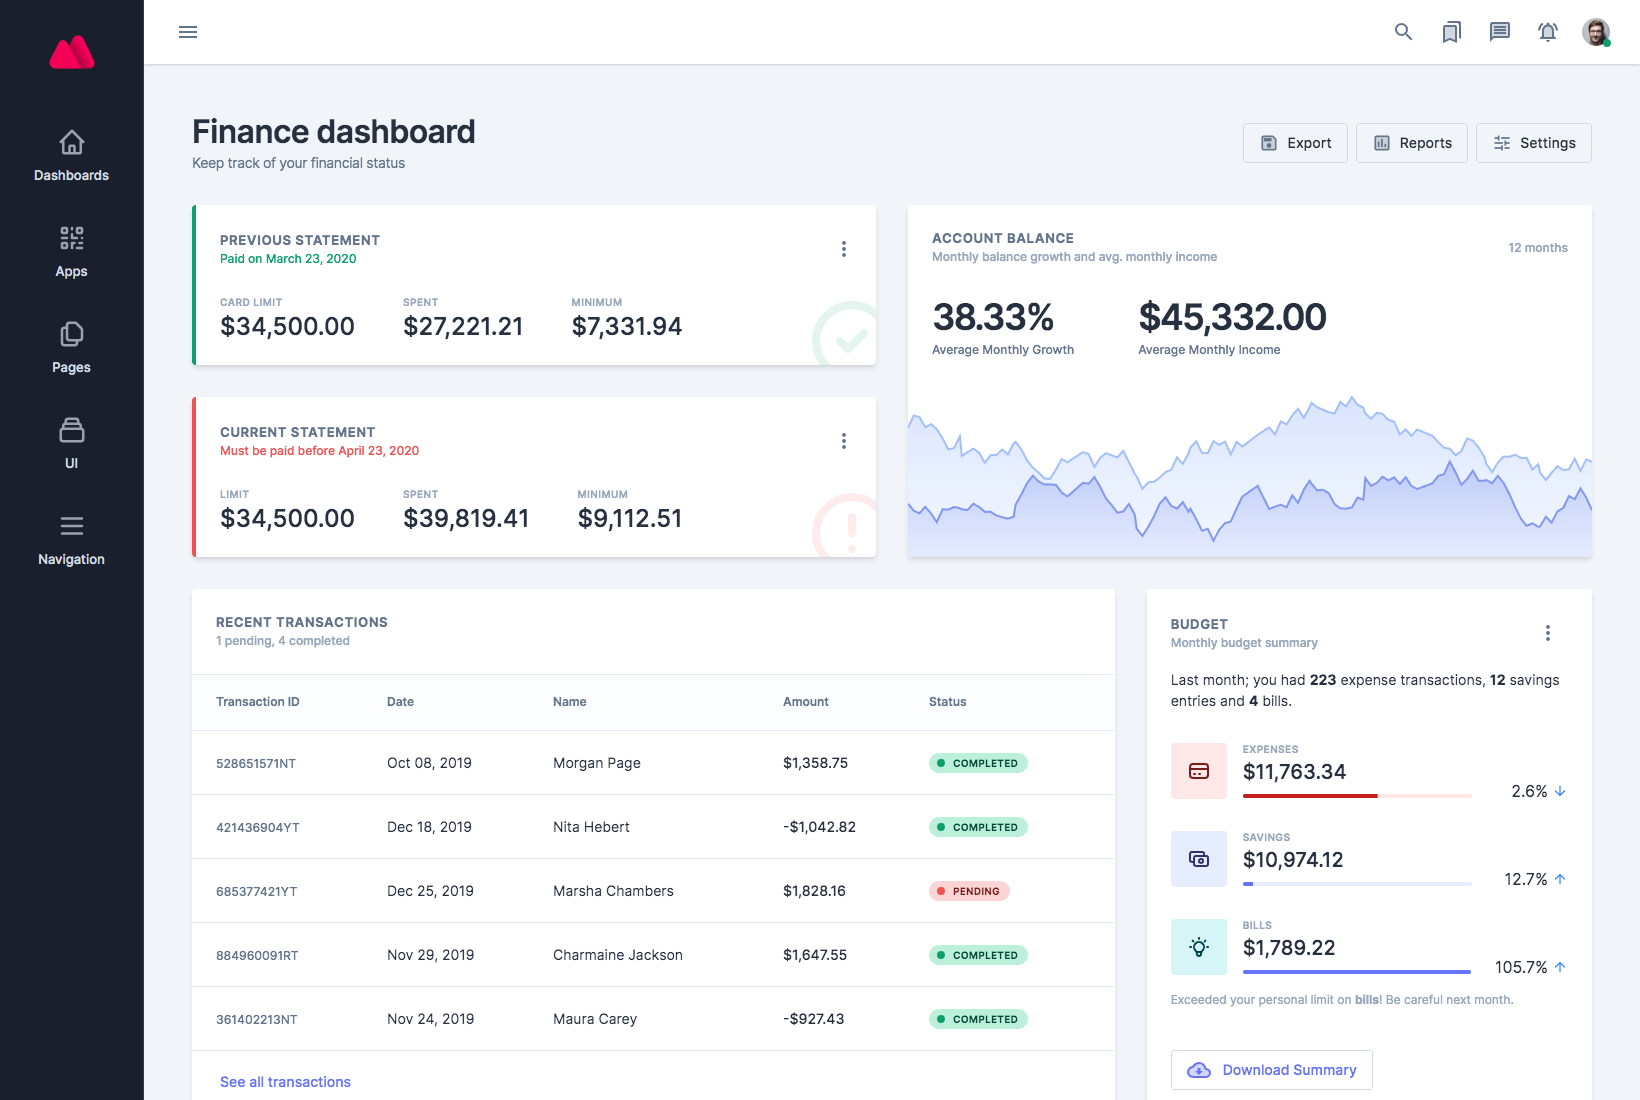 Dashboards
Apps
Pages
UI
Navigation
Finance dashboard
Keep track of your financial status
Export
Reports
Settings
PREVIOUS STATEMENT
Paid on March 23, 2020
CARD LIMIT SPENT MINIMUM
$34,500.00 $27,221.21 $7,331.94
CURRENT STATEMENT
Must be paid before April 23, 2020
LIMIT SPENT MINIMUM
$34,500.00 $39,819.41 $9,112.51
ACCOUNT BALANCE
Monthly balance growth and avg. monthly income
12 months
38.33% $45,332.00
Average Monthly Growth Average Monthly Income
RECENT TRANSACTIONS
1 pending, 4 completed
Transaction ID Date Name Amount Status
528651571NT Oct 08, 2019 Morgan Page $1,358.75 COMPLETED
421436904YT Dec 18, 2019 Nita Hebert -$1,042.82 COMPLETED
685377421YT Dec 25, 2019 Marsha Chambers $1,828.16 PENDING
884960091RT Nov 29, 2019 Charmaine Jackson $1,647.55 COMPLETED
361402213NT Nov 24, 2019 Maura Carey -$927.43 COMPLETED
See all transactions
BUDGET
Monthly budget summary
Last month; you had 223 expense transactions, 12 savings
entries and 4 bills.
EXPENSES
$11,763.34
2.6%
SAVINGS
$10,974.12
12.7%
BILLS
$1,789.22
105.7%
Exceeded your personal limit on bills! Be careful next month.
Download Summary